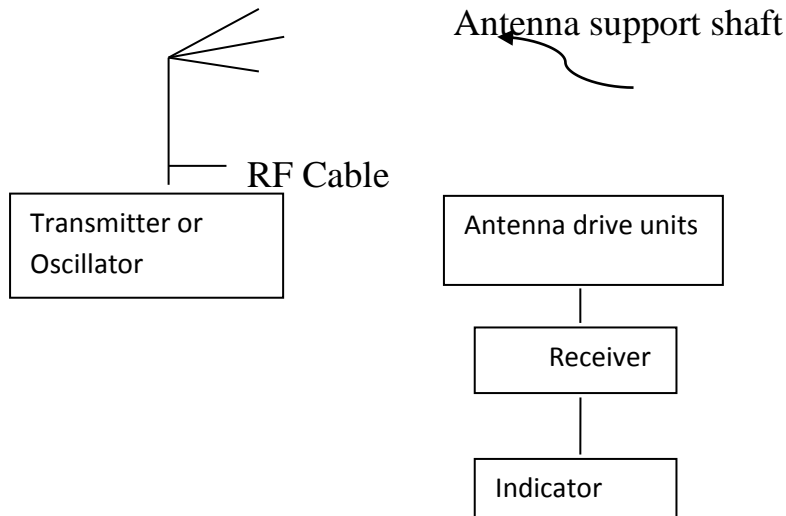 Antenna support shaft
RF Cable
Transmitter or
Oscillator
Antenna drive units
Receiver
Indicator